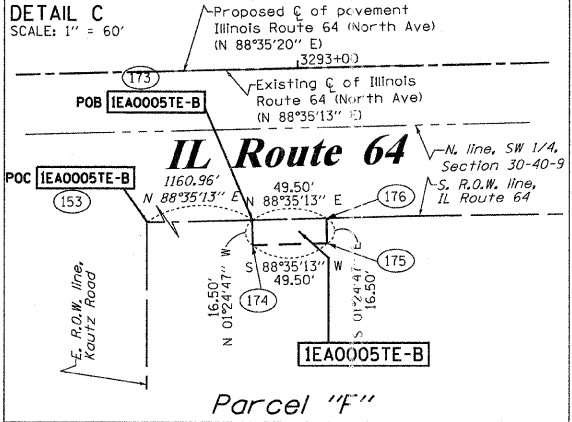 DETAIL C
SCALE: 1" = 60'
Proposed ℄ of pavement
Illinois Route 64 (North Ave)
(N 88°35'20" E)
3293+00
173
Existing ℄ of Illinois
Route 64 (North Ave)
(N 88°35'13" E)
POB 1EA0005TE-B
IL Route 64
N. line, SW 1/4,
Section 30-40-9
S. R.O.W. line,
IL Route 64
POC 1EA0005TE-B
153
1160.96'
N 88°35'13" E
49.50'
N 88°35'13" E
176
175
174
S 88°35'13" W
49.50'
16.50'
N 01°24'47" W
S 01°24'47" E
16.50'
E. R.O.W. line,
Kautz Road
1EA0005TE-B
Parcel "F"